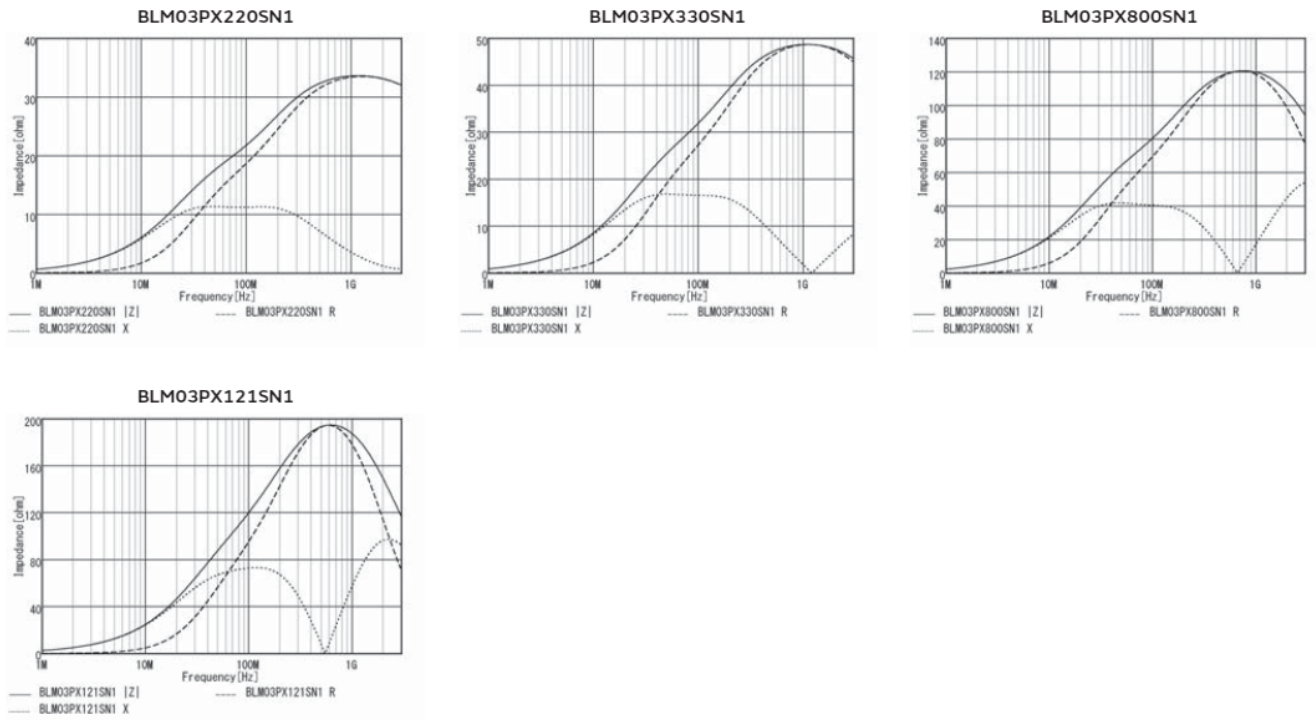 BLM03PX220SN1
40
30
20
10
0
Impedance[ohm]
1M
10M
100M
1G
Frequency[Hz]
BLM03PX220SN1 |Z|
BLM03PX220SN1 R
BLM03PX220SN1 X
BLM03PX330SN1
50
40
30
20
10
0
Impedance[ohm]
1M
10M
100M
1G
Frequency[Hz]
BLM03PX330SN1 |Z|
BLM03PX330SN1 R
BLM03PX330SN1 X
BLM03PX800SN1
140
120
100
80
60
40
20
0
Impedance[ohm]
1M
10M
100M
1G
Frequency[Hz]
BLM03PX800SN1 |Z|
BLM03PX800SN1 R
BLM03PX800SN1 X
BLM03PX121SN1
200
160
120
80
40
0
Impedance[ohm]
1M
10M
100M
1G
Frequency[Hz]
BLM03PX121SN1 |Z|
BLM03PX121SN1 R
BLM03PX121SN1 X